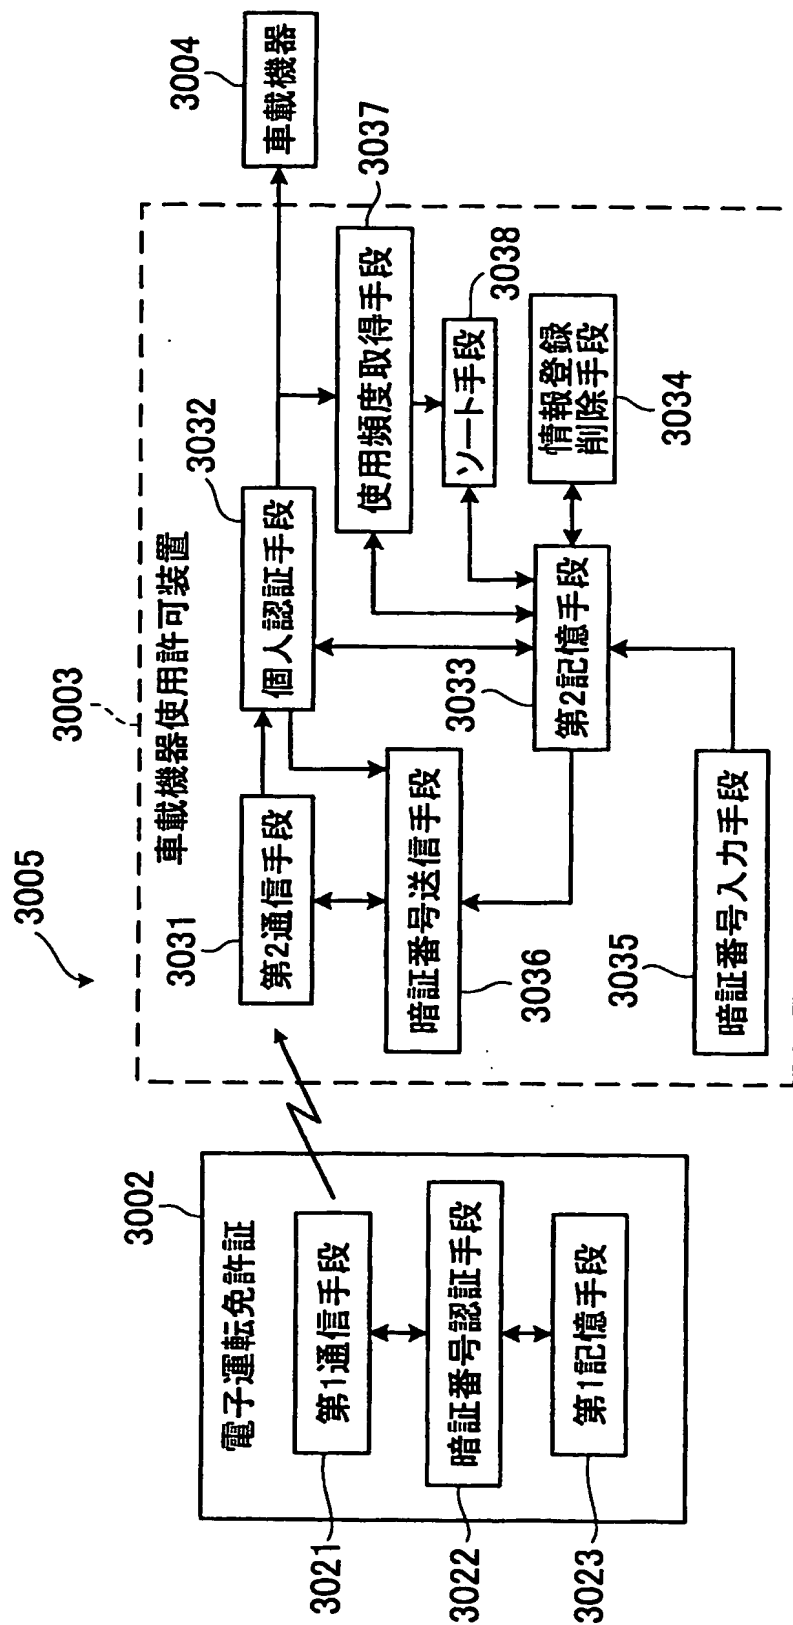 3005
3002
電子運転免許証
3021
第1通信手段
3022
暗証番号認証手段
3023
第1記憶手段
3003
車載機器使用許可装置
3031
第2通信手段
3032
個人認証手段
3004
車載機器
3036
暗証番号送信手段
3037
使用頻度取得手段
3038
ソート手段
3033
第2記憶手段
3034
情報登録
削除手段
3035
暗証番号入力手段